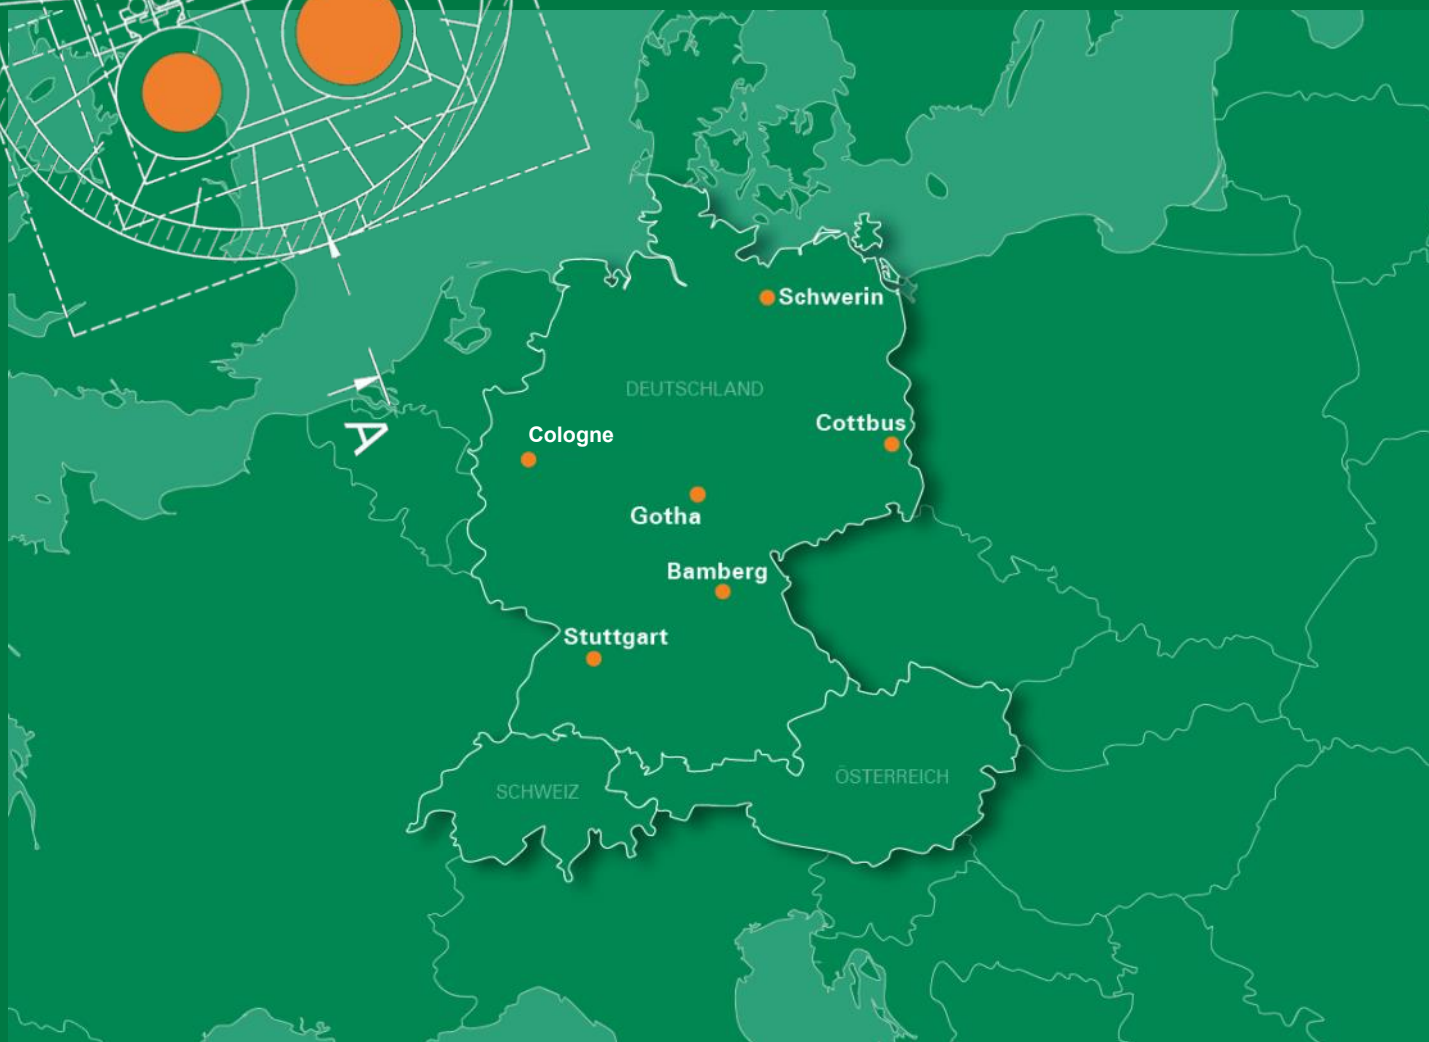 Schwerin
DEUTSCHLAND
Cottbus
Cologne
A
Gotha
Bamberg
Stuttgart
ÖSTERREICH
SCHWEIZ